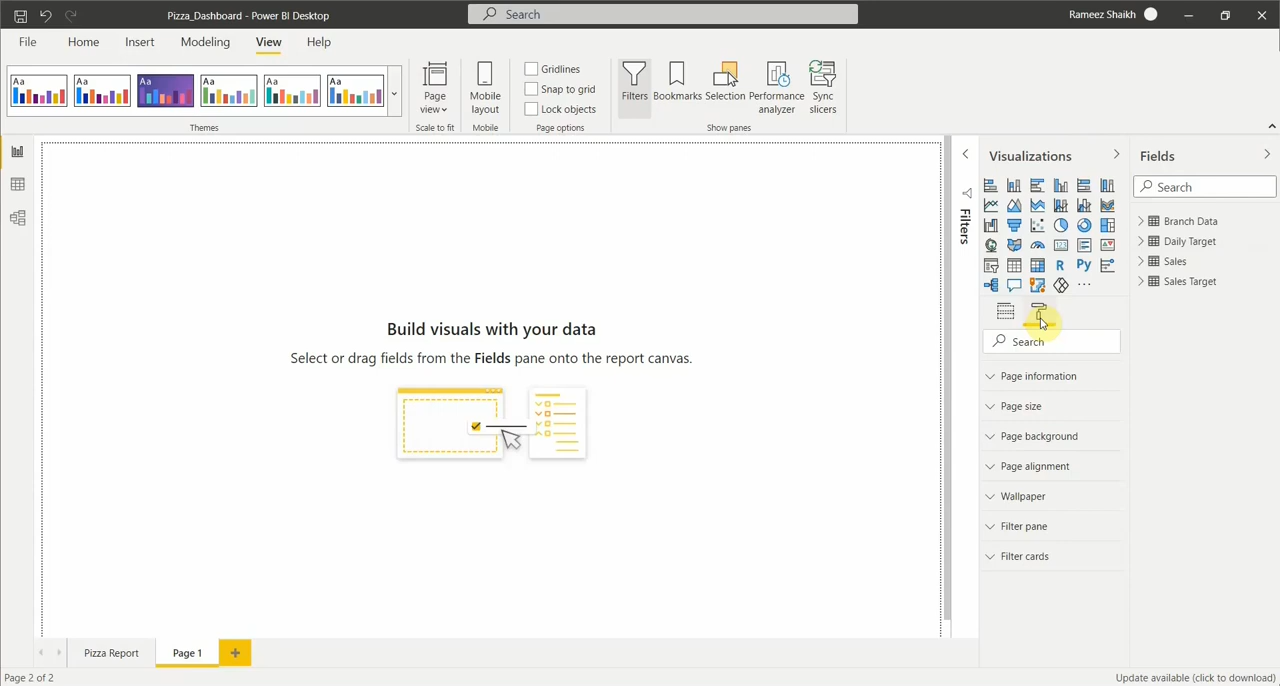 Pizza_Dashboard - Power BI Desktop
Search
Rameez Shaikh
File
Home
Insert
Modeling
View
Help
Aa
Aa
Aa
Aa
Aa
Aa
Themes
Page
view
Scale to fit
Mobile
layout
Mobile
Gridlines
Snap to grid
Lock objects
Page options
Filters
Bookmarks
Selection
Performance
analyzer
Sync
slicers
Show panes
Filters
Visualizations
123
R
Py
Search
Page information
Page size
Page background
Page alignment
Wallpaper
Filter pane
Filter cards
Fields
Search
Branch Data
Daily Target
Sales
Sales Target
Build visuals with your data
Select or drag fields from the Fields pane onto the report canvas.
Pizza Report
Page 1
Page 2 of 2
Update available (click to download)